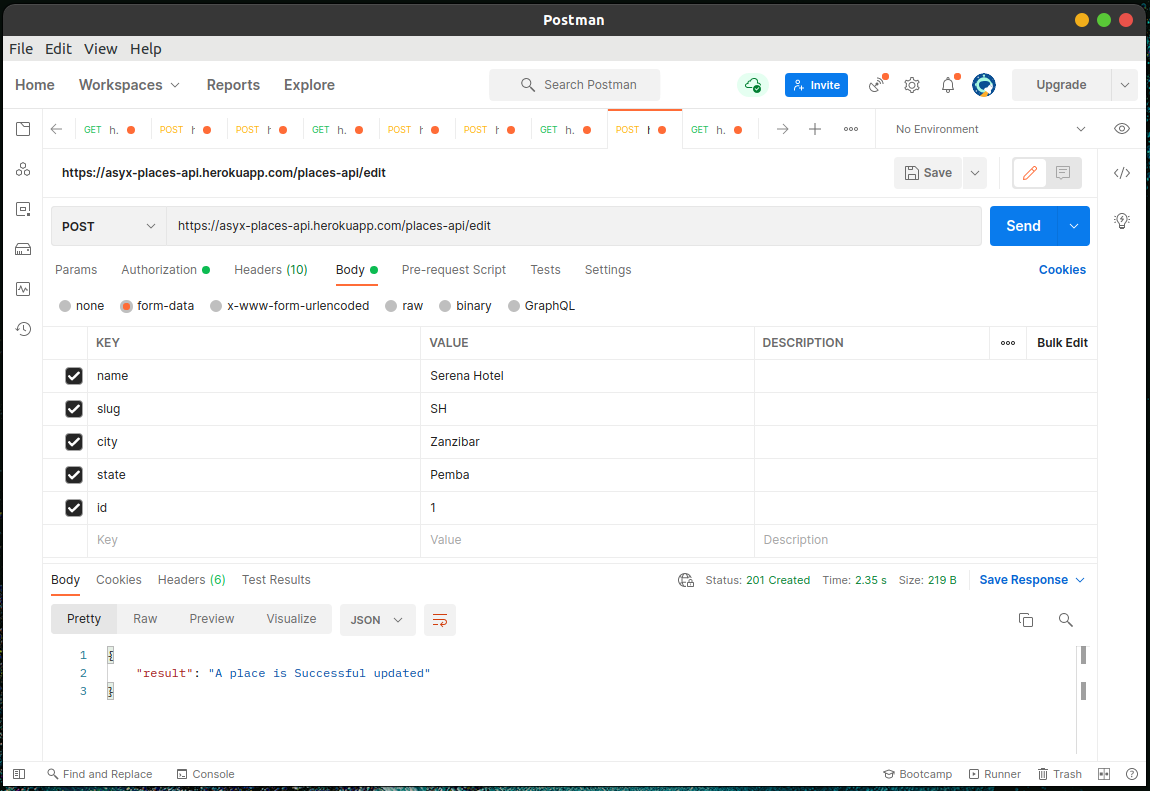 Postman
File Edit View Help
Home Workspaces Reports Explore Search Postman Invite Upgrade
GET h. POST h POST h GET h. POST h POST h GET h. POST h GET h. No Environment
https://asyx-places-api.herokuapp.com/places-api/edit Save
POST https://asyx-places-api.herokuapp.com/places-api/edit Send
Params Authorization Headers (10) Body Pre-request Script Tests Settings Cookies
none form-data x-www-form-urlencoded raw binary GraphQL
KEY VALUE DESCRIPTION Bulk Edit
name Serena Hotel
slug SH
city Zanzibar
state Pemba
id 1
Key Value Description
Body Cookies Headers (6) Test Results Status: 201 Created Time: 2.35 s Size: 219 B Save Response
Pretty Raw Preview Visualize JSON
1 {
2 "result": "A place is Successful updated"
3 }
Find and Replace Console Bootcamp Runner Trash